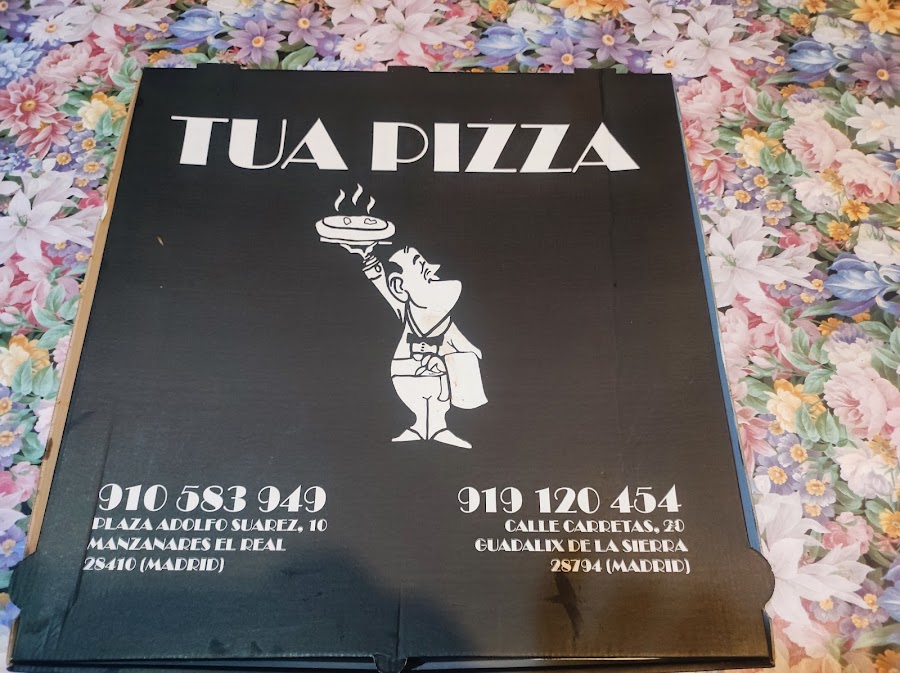 TUA PIZZA
910 583 949
PLAZA ADOLFO SUAREZ, 10
MANZANARES EL REAL
28410 (MADRID)
919 120 454
CALLE CARRETAS, 20
GUADALIX DE LA SIERRA
28794 (MADRID)